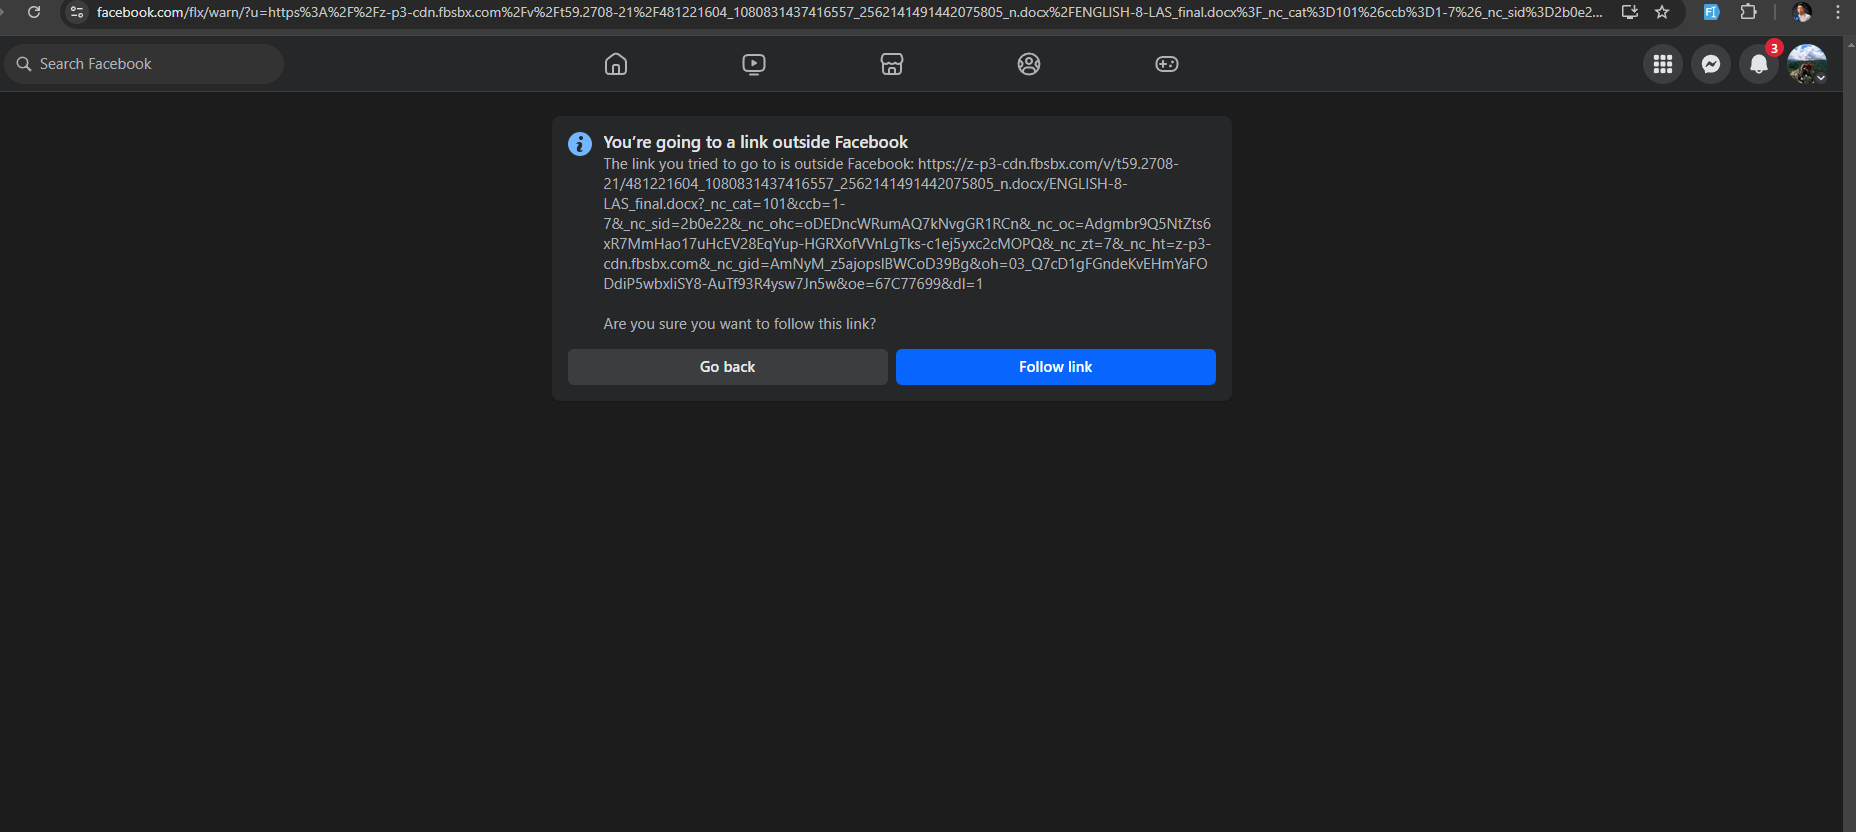 facebook.com/flx/warn/?u=https%3A%2F%2Fz-p3-cdn.fbsbx.com%2Fv%2Ft59.2708-21%2F481221604_1080831437416557_2562141491442075805_n.docx%2FENGLISH-8-LAS_final.docx%3F_nc_cat%3D101%26ccb%3D1-7%26_nc_sid%3D2b0e2...
Search Facebook
3
You're going to a link outside Facebook
The link you tried to go to is outside Facebook: https://z-p3-cdn.fbsbx.com/v/t59.2708-
21/481221604_1080831437416557_2562141491442075805_n.docx/ENGLISH-8-
LAS_final.docx?_nc_cat=101&ccb=1-
7&_nc_sid=2b0e22&_nc_ohc=oDEDncWRumAQ7kNvgGR1RCn&_nc_oc=Adgmbr9Q5NtZts6
xR7MmHao17uHcEV28EqYup-HGRXofVVnLgTks-c1ej5yxc2cMOPQ&_nc_zt=7&_nc_ht=z-p3-
cdn.fbsbx.com&_nc_gid=AmNyM_z5ajopsIBWCoD39Bg&oh=03_Q7cD1gFGndeKvEHmYaFO
DdiP5wbxliSY8-AuTf93R4ysw7Jn5w&oe=67C77699&dl=1
Are you sure you want to follow this link?
Go back
Follow link